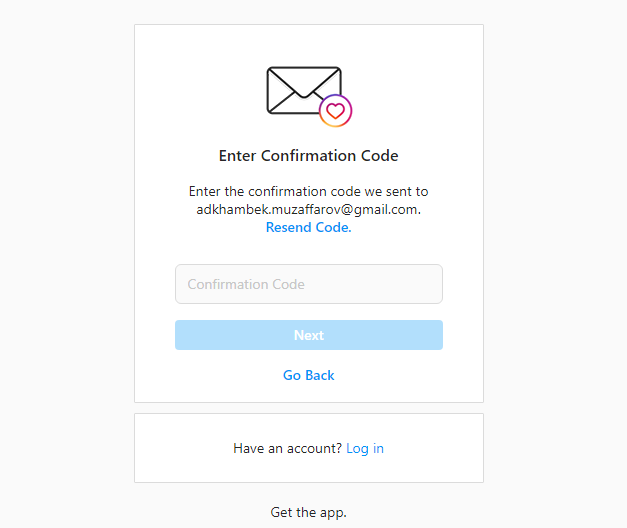 Enter Confirmation Code
Enter the confirmation code we sent to
adkhambek.muzaffarov@gmail.com.
Resend Code.
Confirmation Code
Next
Go Back
Have an account? Log in
Get the app.